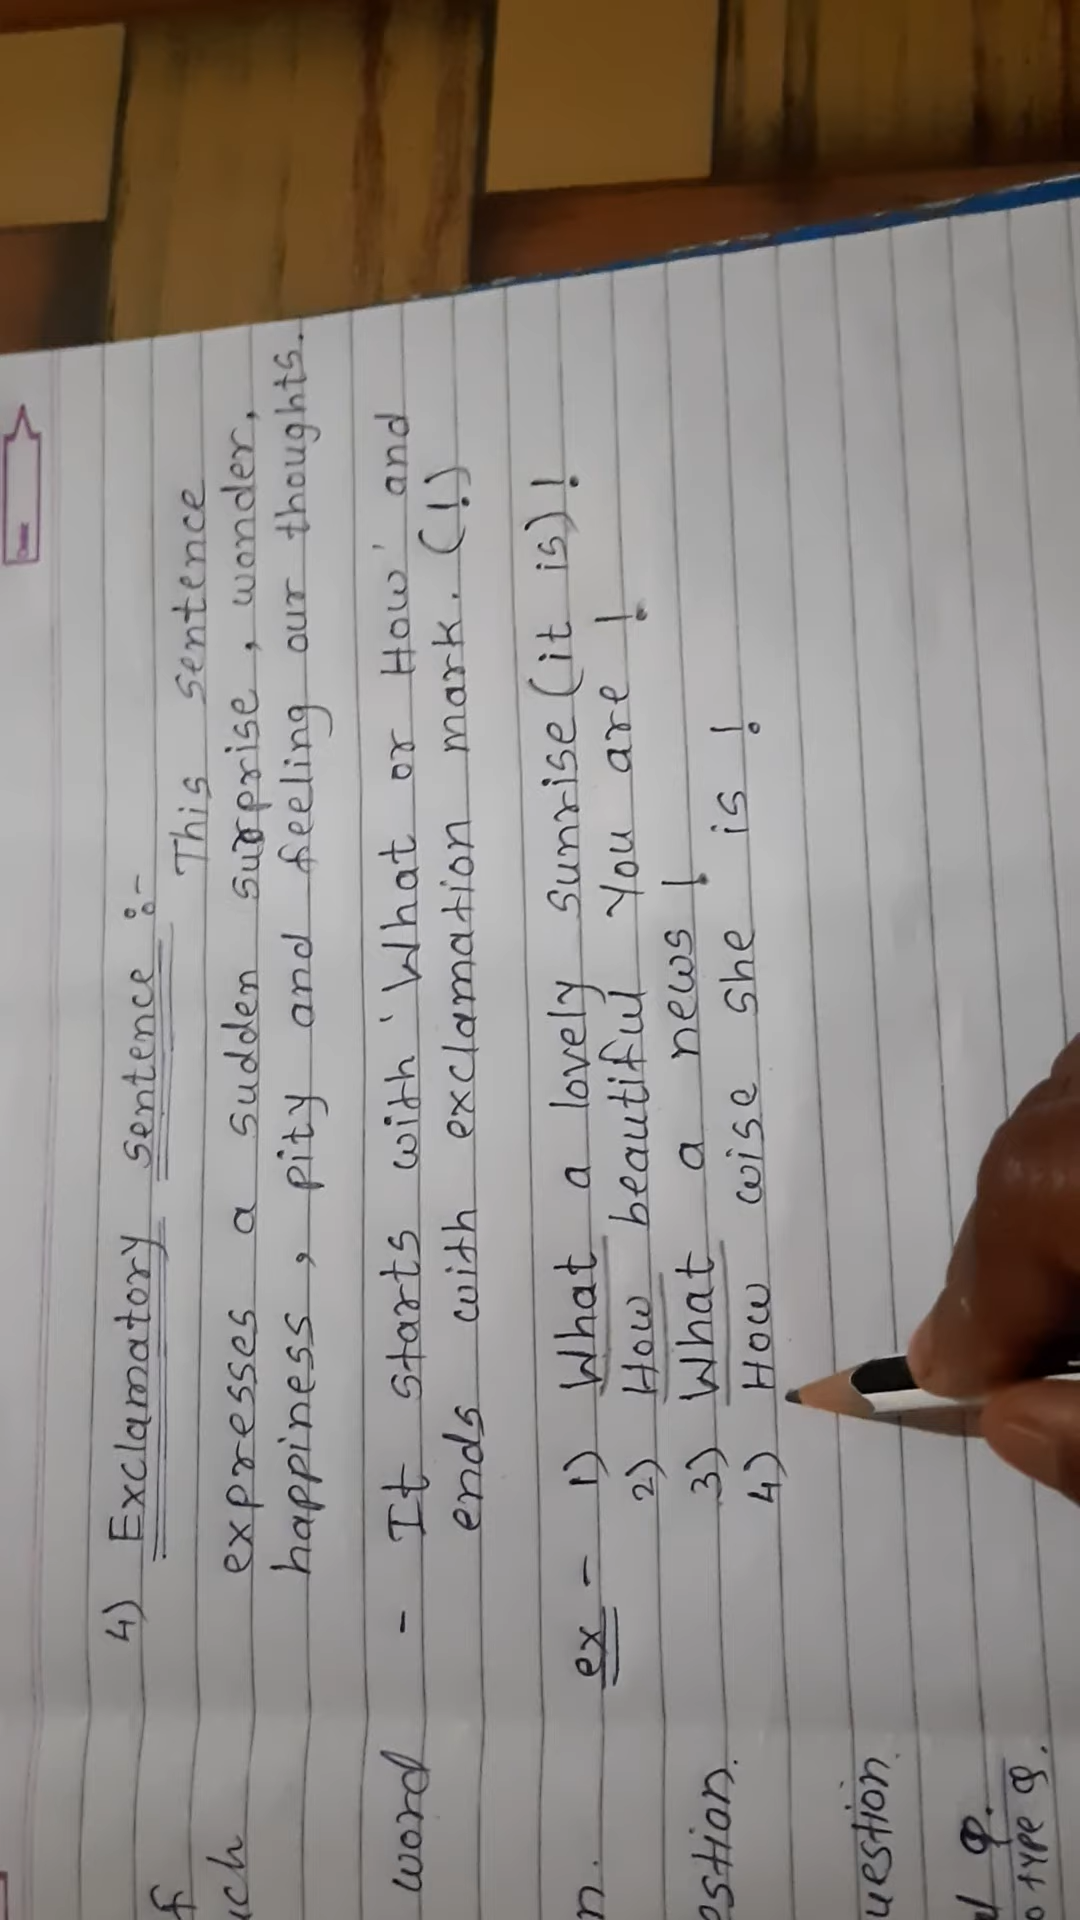 4) Exclamatory sentence :-
This sentence
expresses a sudden surprise, wonder,
happiness, pity and feeling our thoughts.
- It starts with 'What or How' and
ends with exclamation mark. (!)
ex - 1) What a lovely sunrise (it is)!
2) How beautiful You are !
3) What a news !
4) How wise she is !
f
uch
word
n.
estion.
uestion.
o type q.